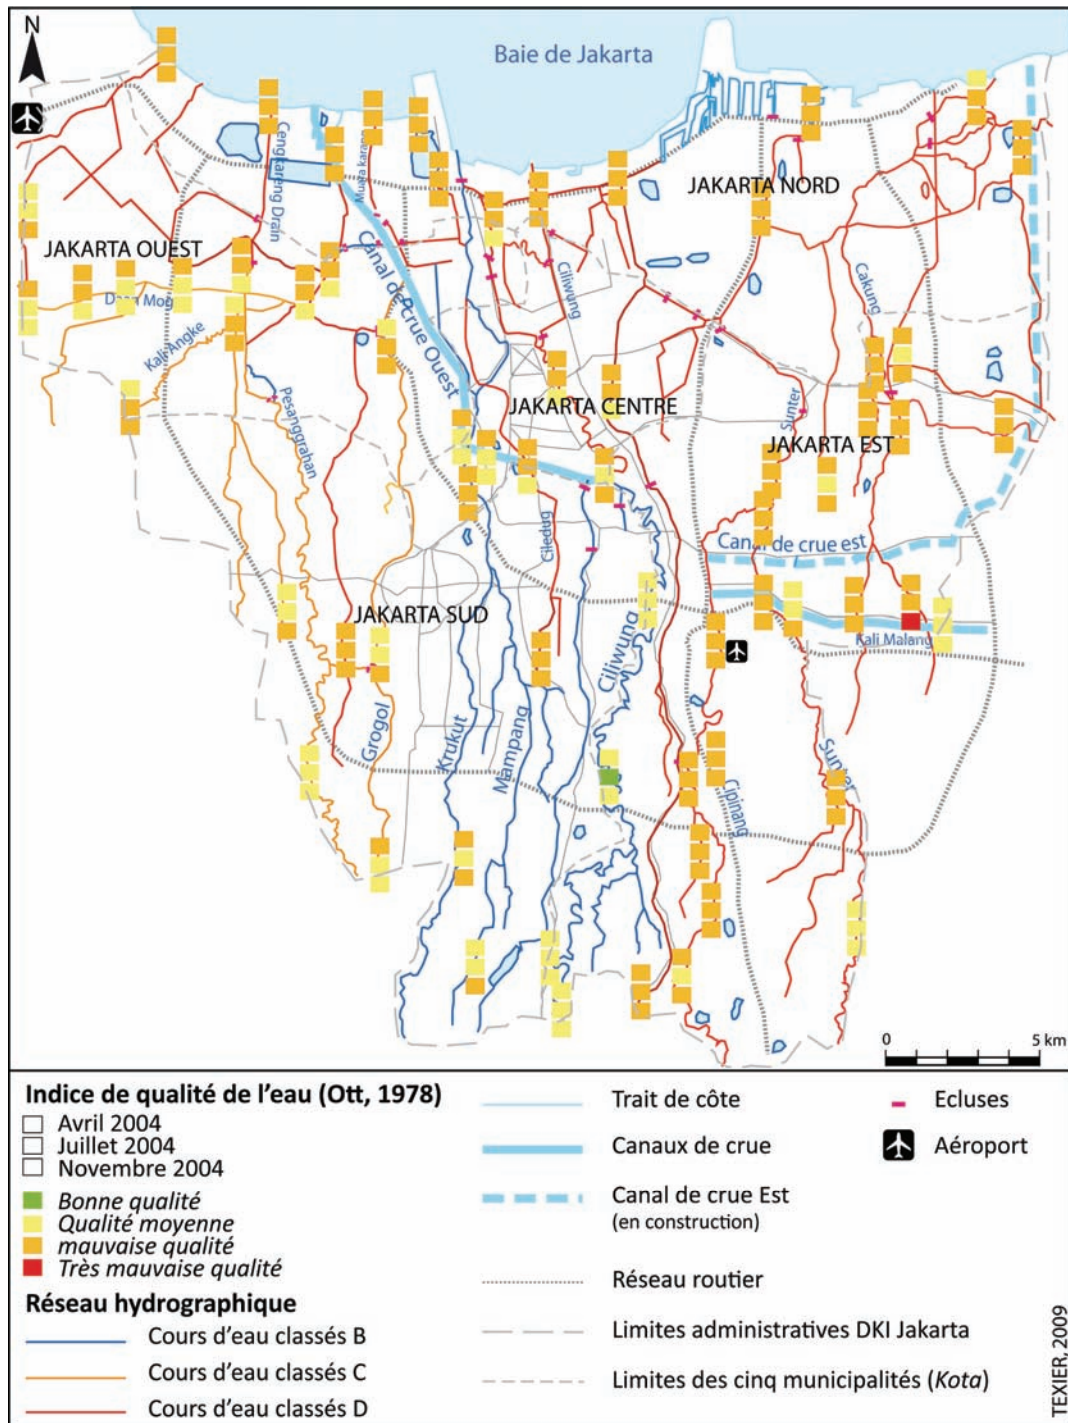 N
Baie de Jakarta
Cengkareng Drain
Muara karang
JAKARTA NORD
JAKARTA OUEST
Canal de crue Ouest
Ciliwung
Cakung
Kali Angke
Pesanggrahan
JAKARTA CENTRE
Sunter
JAKARTA EST
Ciledug
Canal de crue est
JAKARTA SUD
Kali Malang
Ciliwung
Grogol
Krukut
Mampang
Cipinang
Sunter
0 5 km
Indice de qualité de l'eau (Ott, 1978)
Avril 2004
Juillet 2004
Novembre 2004
Bonne qualité
Qualité moyenne
mauvaise qualité
Très mauvaise qualité
Réseau hydrographique
Cours d'eau classés B
Cours d'eau classés C
Cours d'eau classés D
Trait de côte
Canaux de crue
Canal de crue Est
(en construction)
Réseau routier
Limites administratives DKI Jakarta
Limites des cinq municipalités (Kota)
Ecluses
Aéroport
TEXIER, 2009